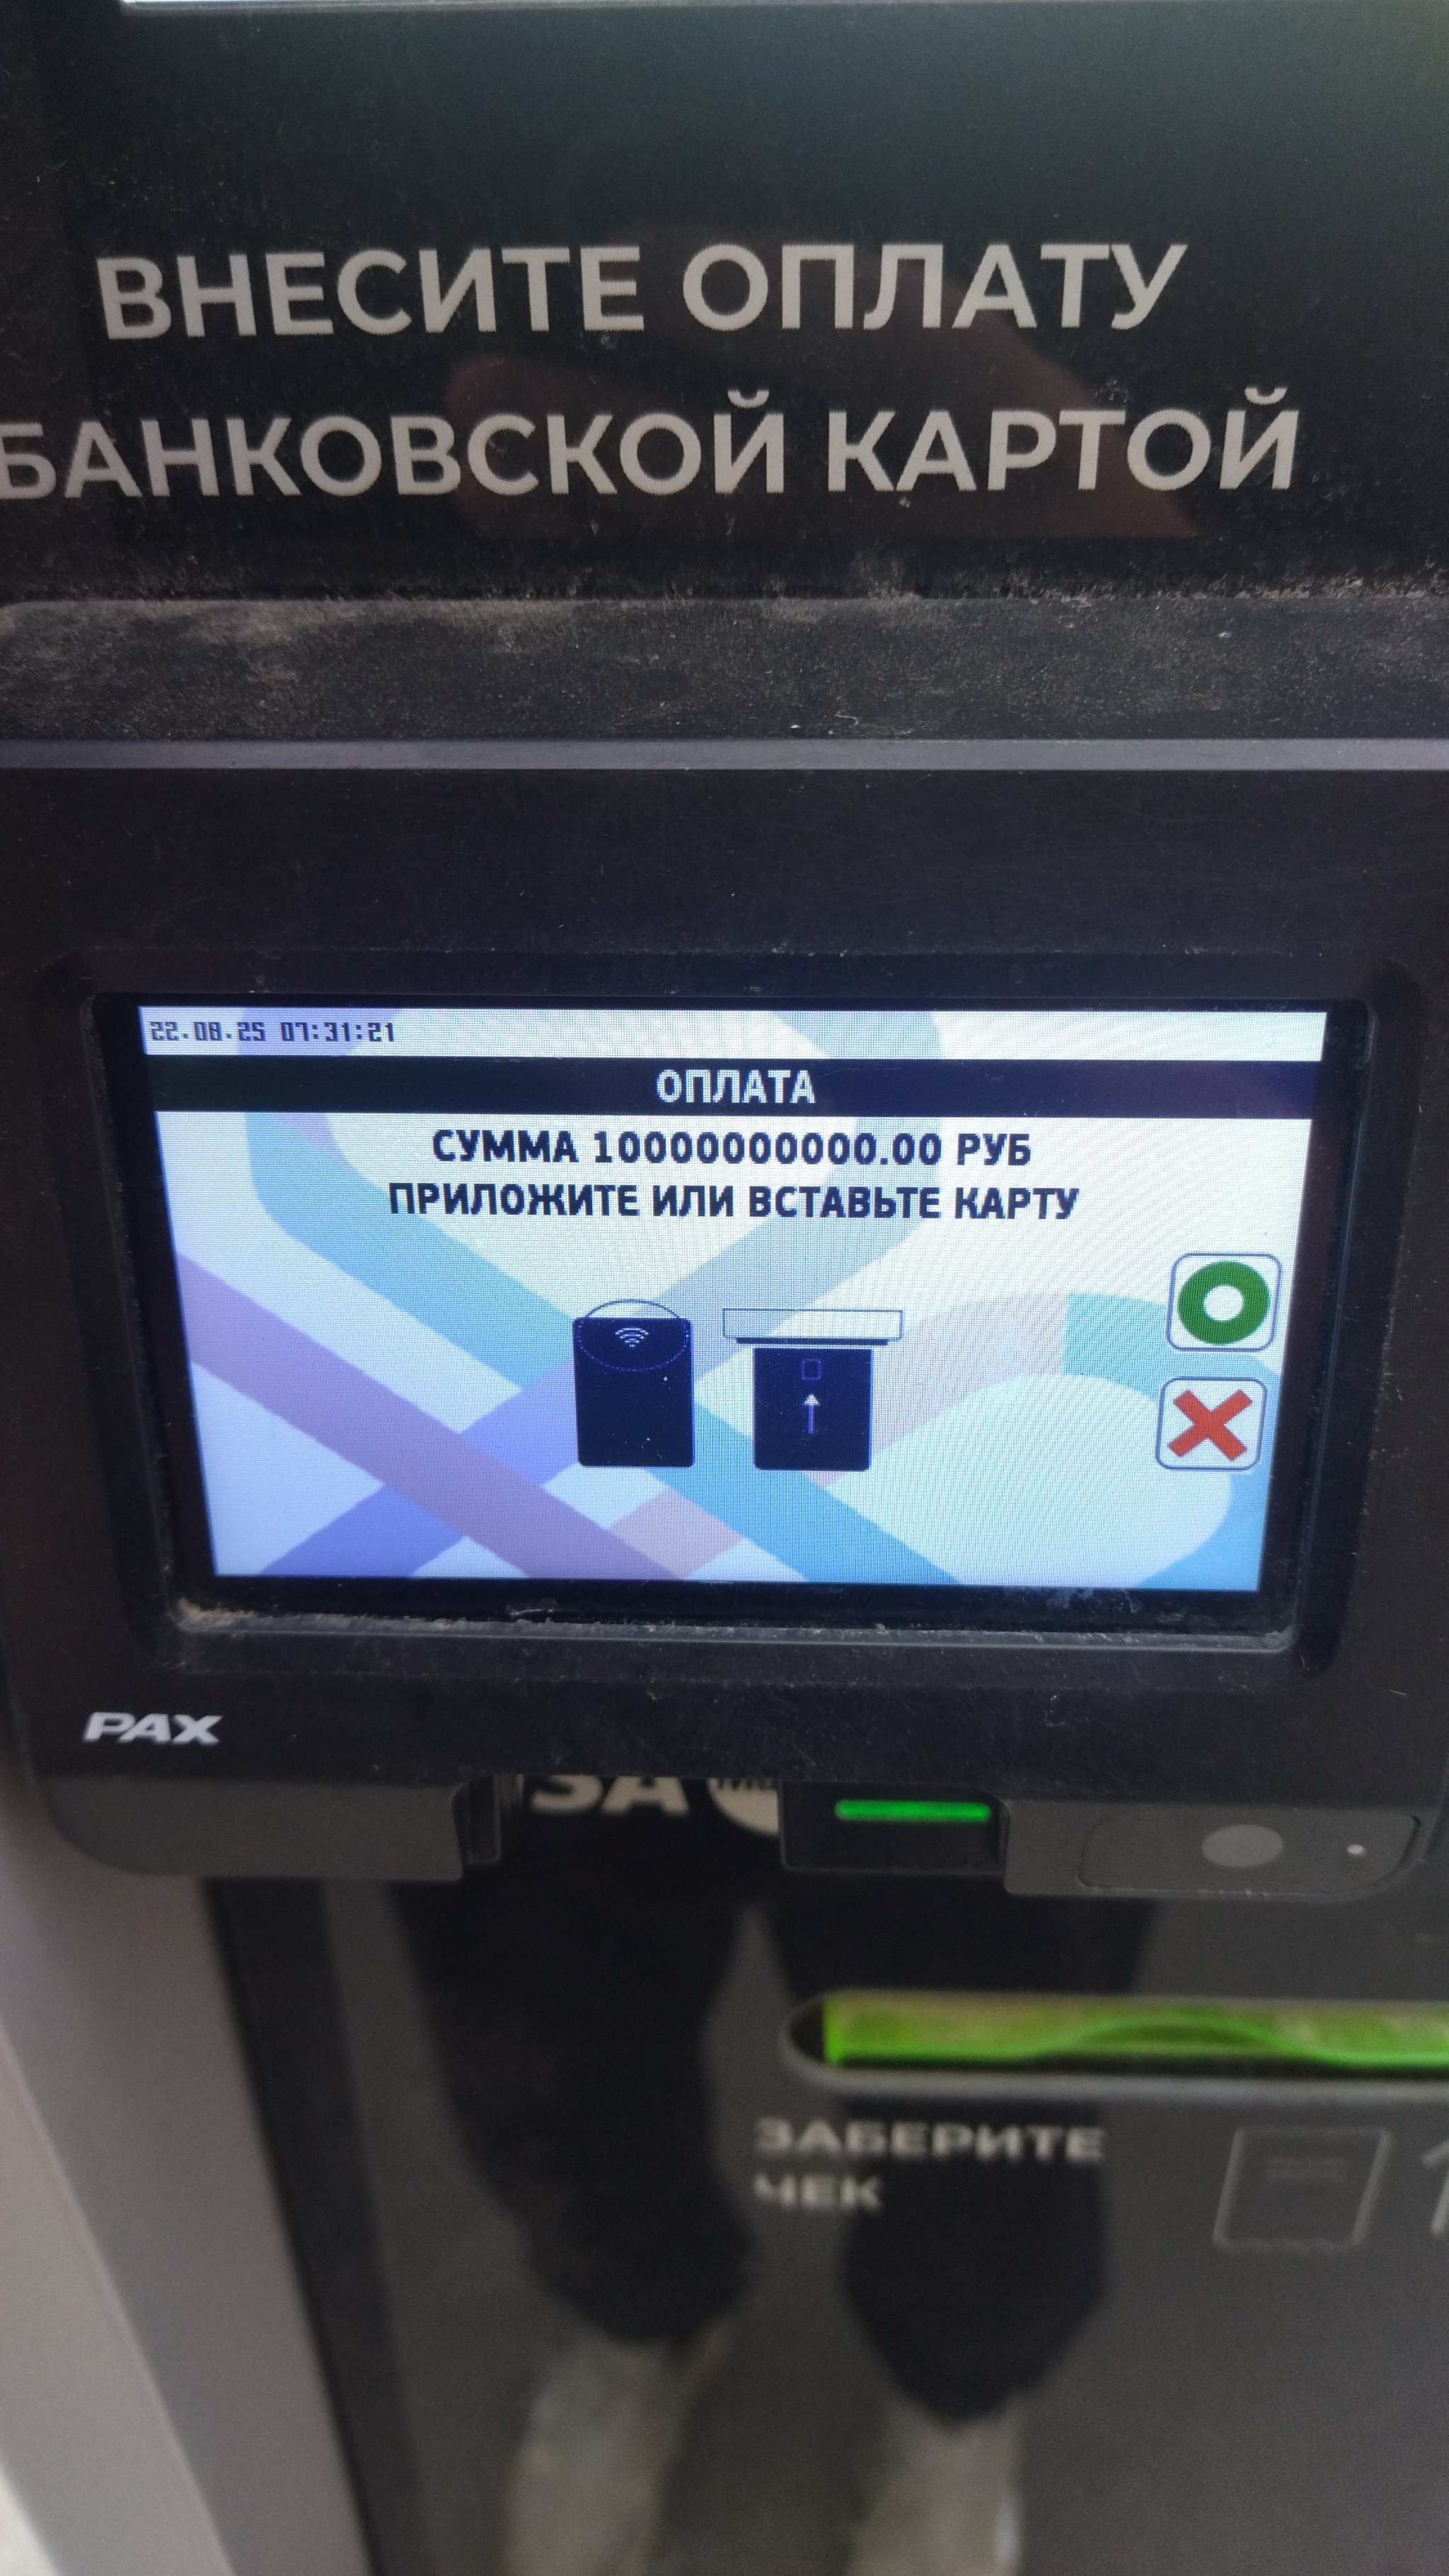 ВНЕСИТЕ ОПЛАТУ
БАНКОВСКОЙ КАРТОЙ
22.08.25 07:31:21
ОПЛАТА
СУММА 10000000000.00 РУБ
ПРИЛОЖИТЕ ИЛИ ВСТАВЬТЕ КАРТУ
PAX
ЗАБЕРИТЕ
ЧЕК